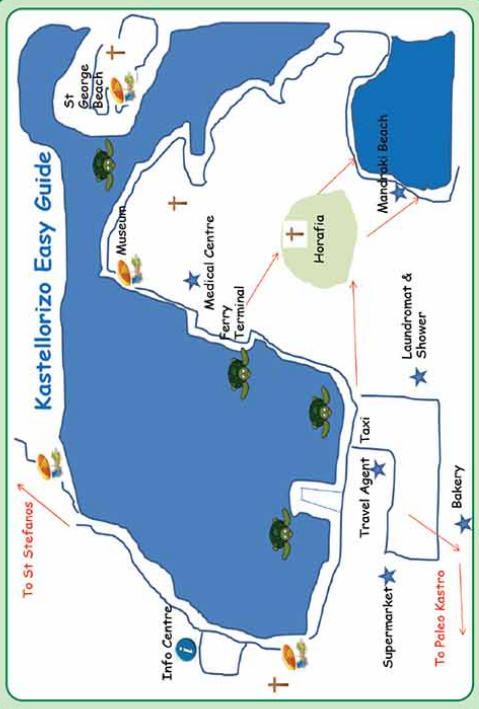 Kastellorizo Easy Guide
St
George
Beach
Museum
Medical Centre
Ferry
Terminal
Horafia
Mandraki Beach
Laundromat &
Shower
Taxi
Travel Agent
Bakery
Supermarket
To Paleo Kastro
Info Centre
i
To St Stefanos